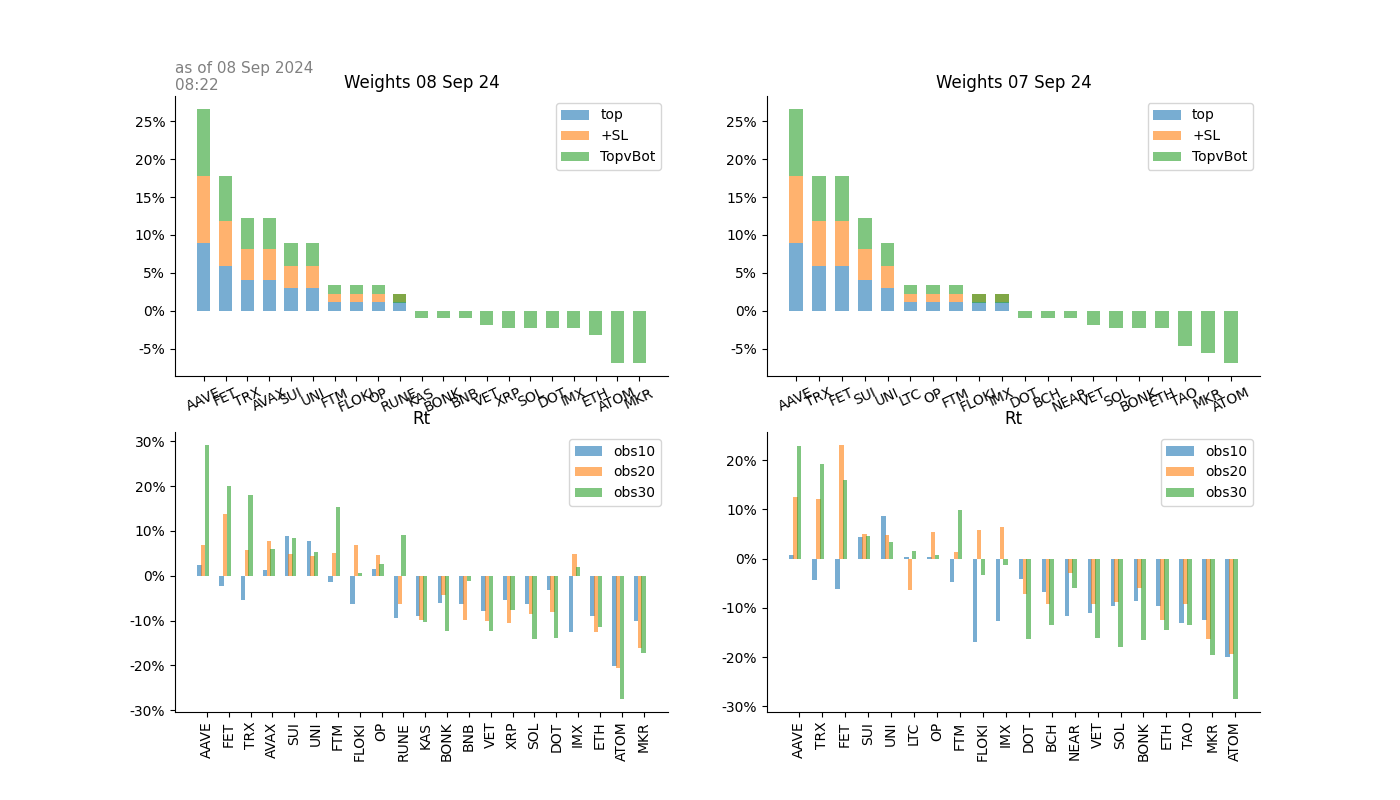 as of 08 Sep 2024
08:22
Weights 08 Sep 24
25%
20%
15%
10%
5%
0%
-5%
top
+SL
TopvBot
AAVE FET TRX AVAX SUI UNI FTM FLOKI OP RUNE KAS BONK BNB VET XRP SOL DOT IMX ETH ATOM MKR
Weights 07 Sep 24
25%
20%
15%
10%
5%
0%
-5%
top
+SL
TopvBot
AAVE TRX FET SUI UNI LTC OP FTM FLOKI IMX DOT BCH NEAR VET SOL BONK ETH TAO MKR ATOM
Rt
30%
20%
10%
0%
-10%
-20%
-30%
obs10
obs20
obs30
AAVE FET TRX AVAX SUI UNI FTM FLOKI OP RUNE KAS BONK BNB VET XRP SOL DOT IMX ETH ATOM MKR
Rt
20%
10%
0%
-10%
-20%
-30%
obs10
obs20
obs30
AAVE TRX FET SUI UNI LTC OP FTM FLOKI IMX DOT BCH NEAR VET SOL BONK ETH TAO MKR ATOM